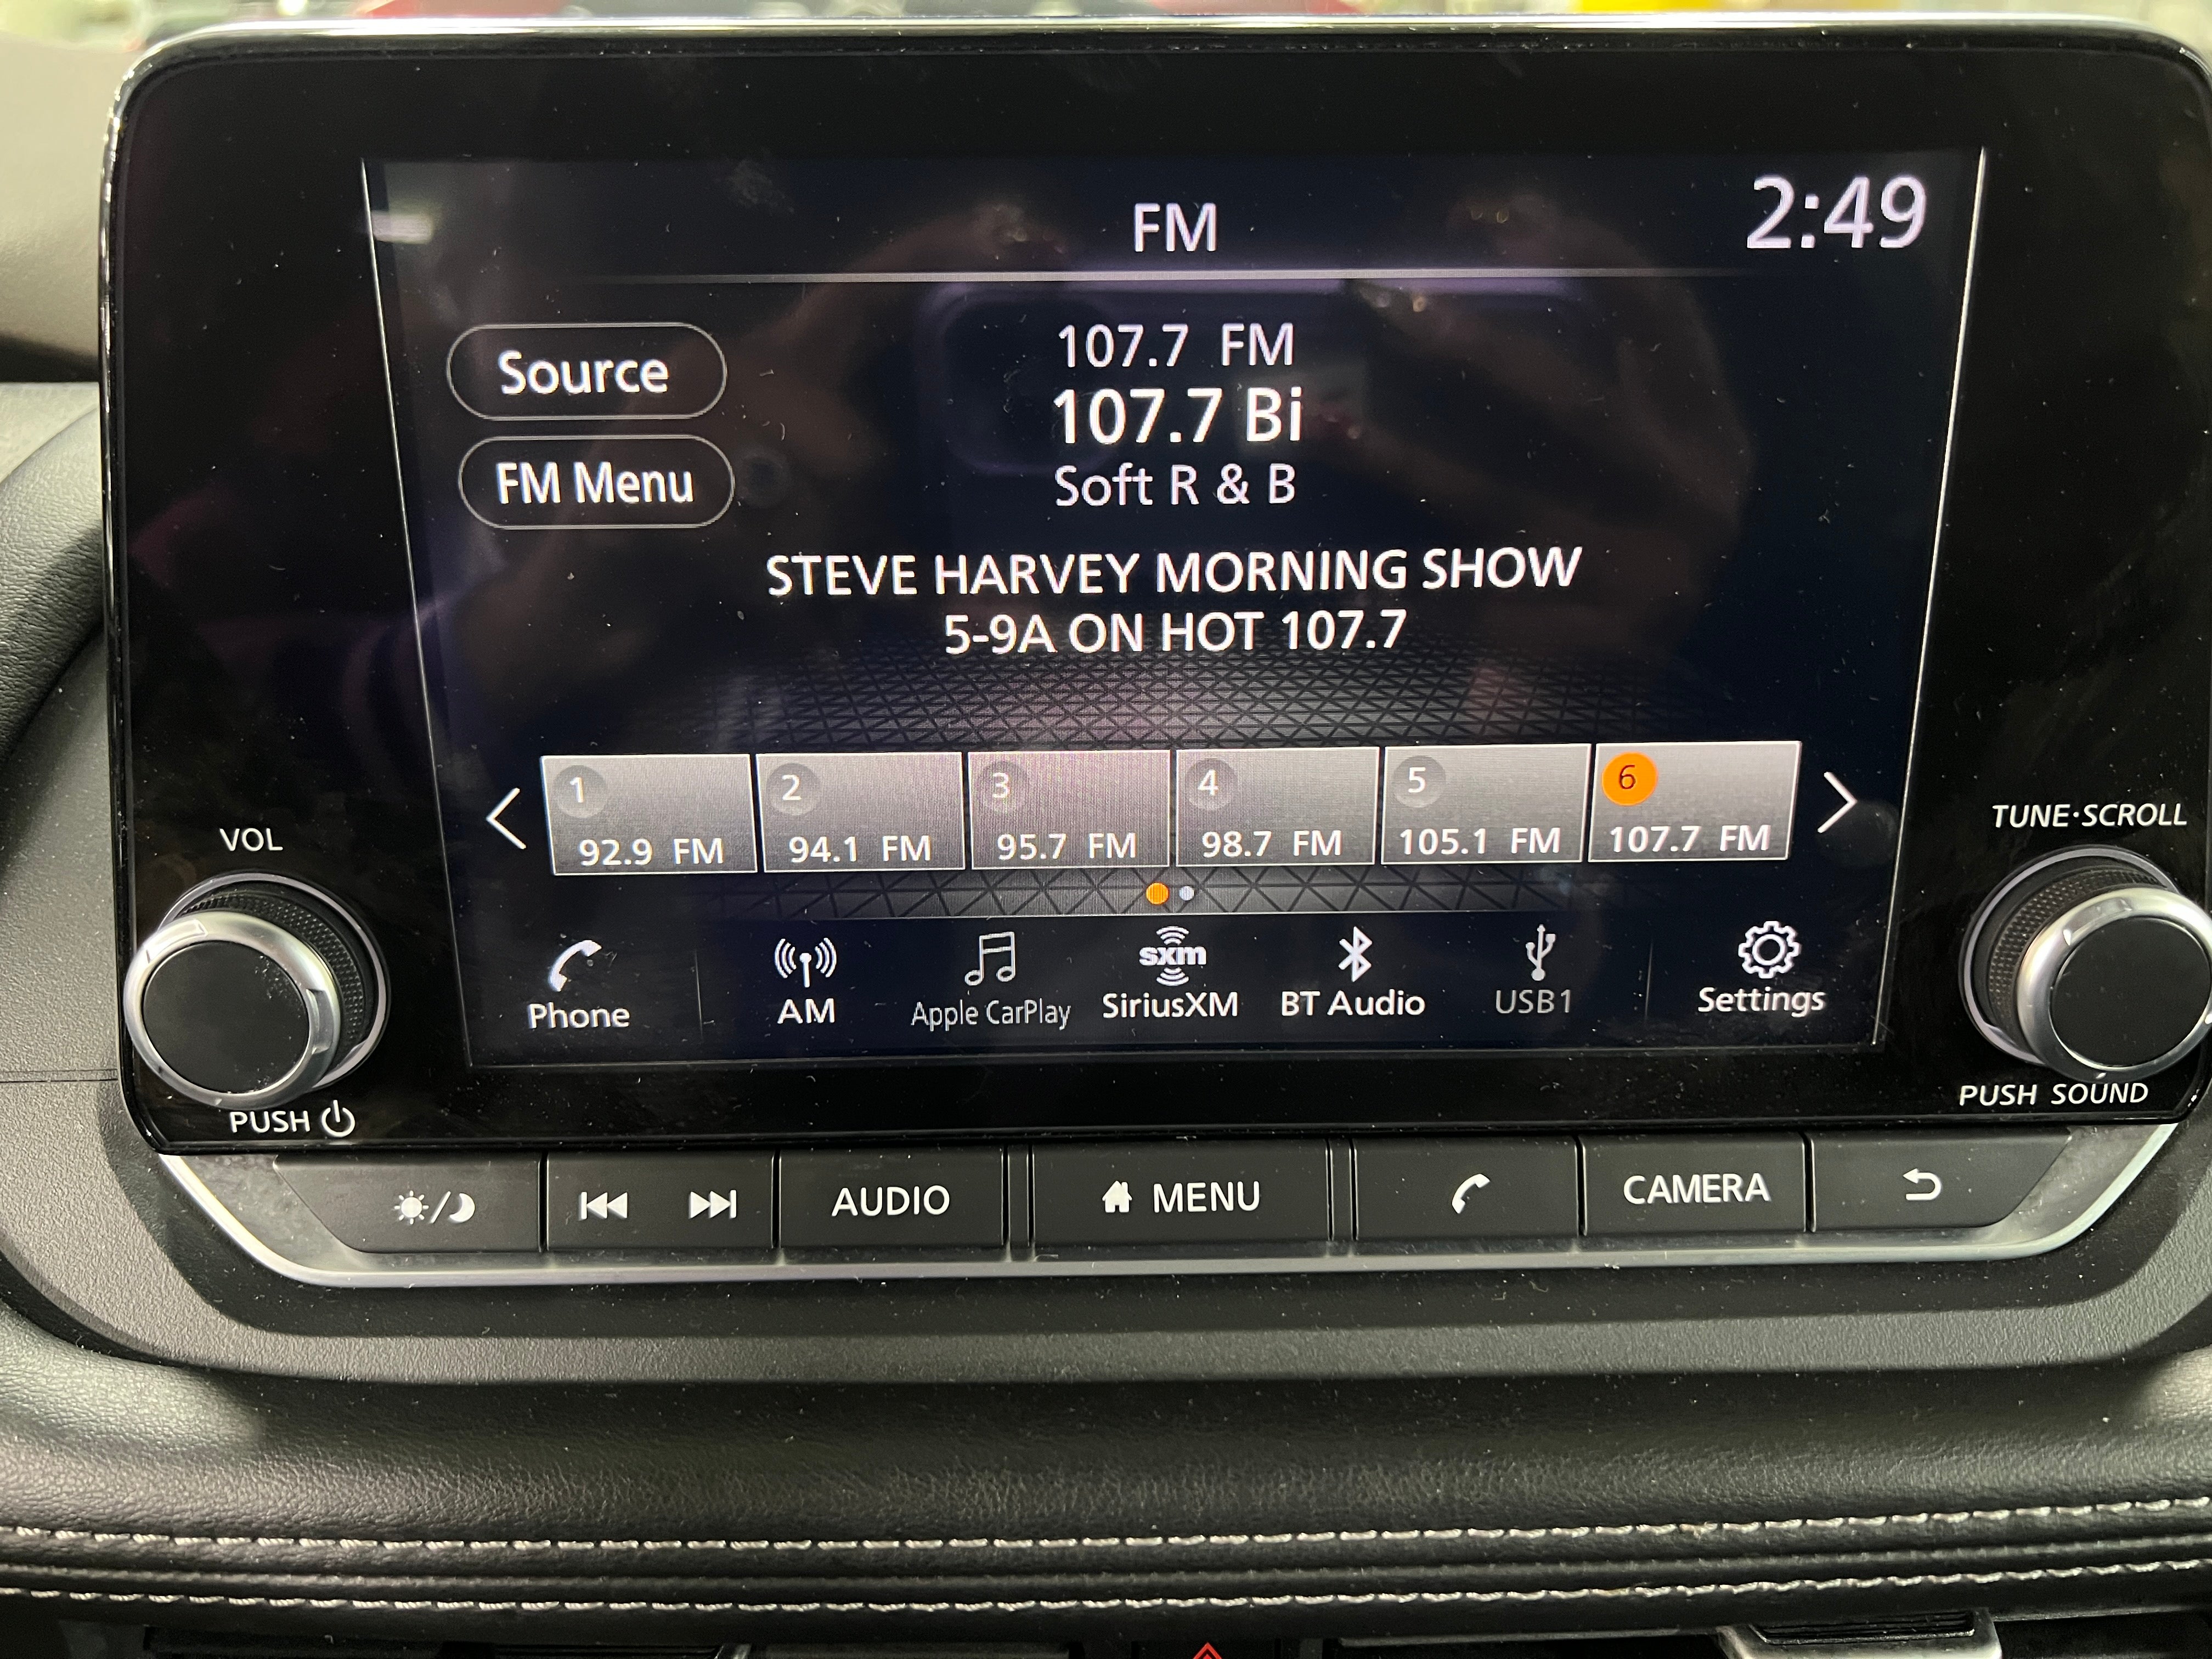 FM
2:49
Source
107.7 FM
107.7 Bi
FM Menu
Soft R & B
STEVE HARVEY MORNING SHOW
5-9A ON HOT 107.7
1 2 3 4 5 6
92.9 FM 94.1 FM 95.7 FM 98.7 FM 105.1 FM 107.7 FM
VOL
TUNE·SCROLL
sxm
Phone AM Apple CarPlay SiriusXM BT Audio USB1 Settings
PUSH
PUSH SOUND
AUDIO MENU CAMERA